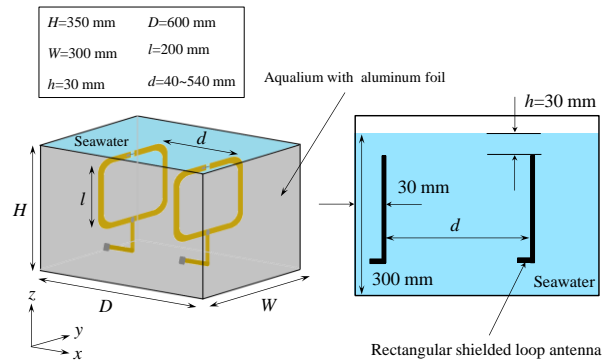 H=350 mm D=600 mm
W=300 mm l=200 mm
h=30 mm d=40~540 mm
Aqualium with aluminum foil
h=30 mm
Seawater
d
l
H
30 mm
d
300 mm
Seawater
D
W
z
y
x
Rectangular shielded loop antenna